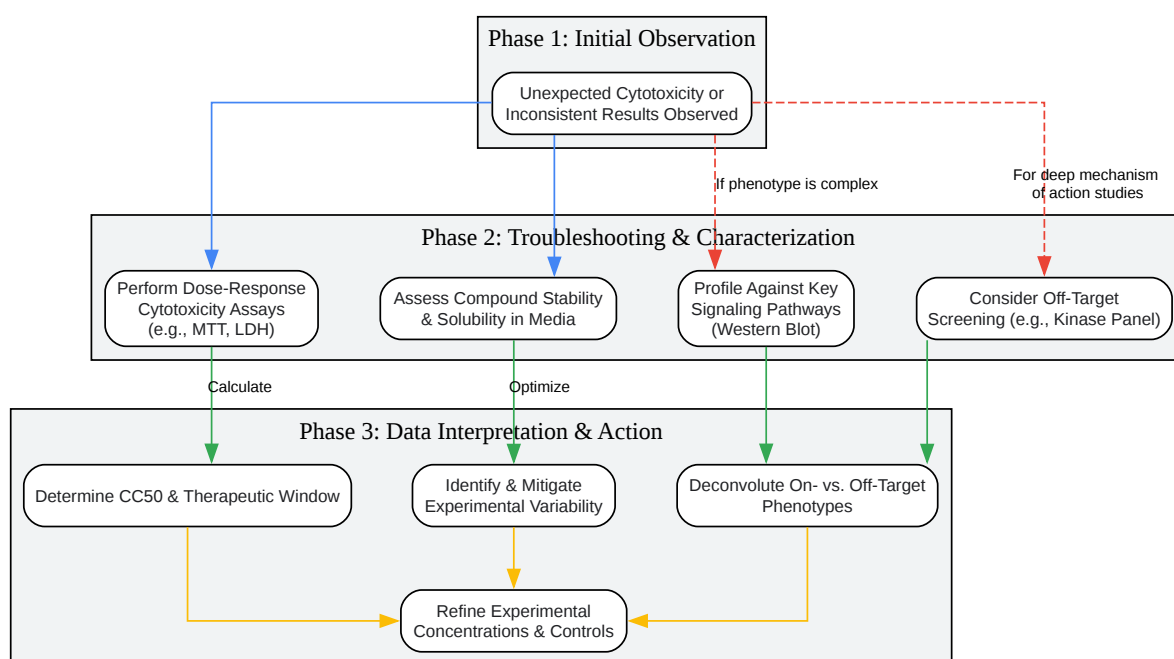 Phase 1: Initial Observation
Unexpected Cytotoxicity or
Inconsistent Results Observed
If phenotype is complex
For deep mechanism
of action studies
Phase 2: Troubleshooting & Characterization
Perform Dose-Response
Cytotoxicity Assays
(e.g., MTT, LDH)
Assess Compound Stability
& Solubility in Media
Profile Against Key
Signaling Pathways
(Western Blot)
Consider Off-Target
Screening (e.g., Kinase Panel)
Calculate
Optimize
Phase 3: Data Interpretation & Action
Determine CC50 & Therapeutic Window
Identify & Mitigate
Experimental Variability
Deconvolute On- vs. Off-Target
Phenotypes
Refine Experimental
Concentrations & Controls